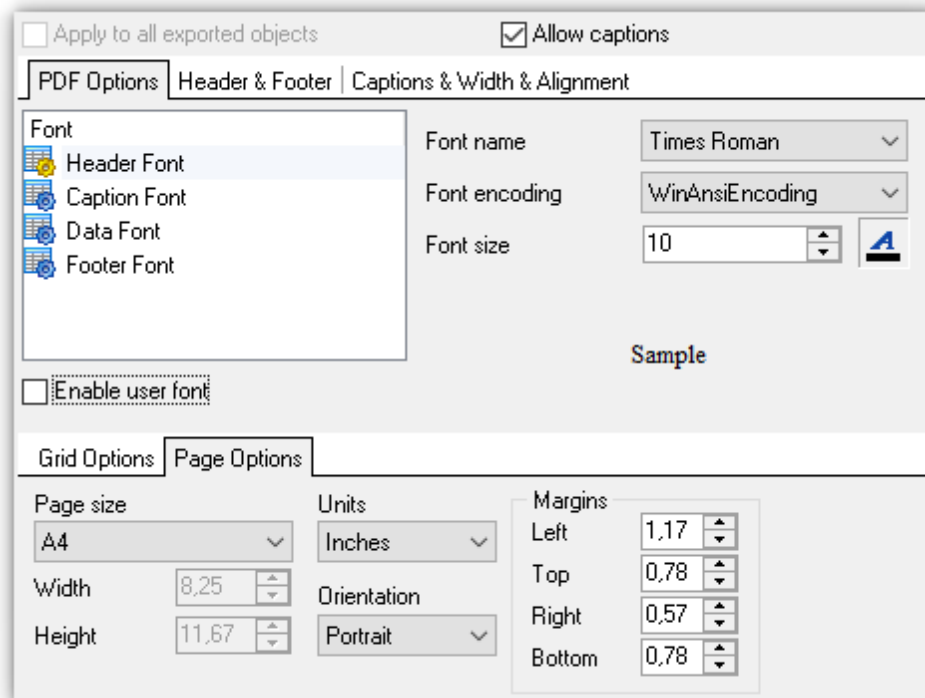 Apply to all exported objects
Allow captions
PDF Options
Header & Footer
Captions & Width & Alignment
Font
Header Font
Caption Font
Data Font
Footer Font
Font name
Times Roman
Font encoding
WinAnsiEncoding
Font size
10
A
Sample
Enable user font
Grid Options
Page Options
Page size
A4
Width
8,25
Height
11,67
Units
Inches
Orientation
Portrait
Margins
Left
1,17
Top
0,78
Right
0,57
Bottom
0,78